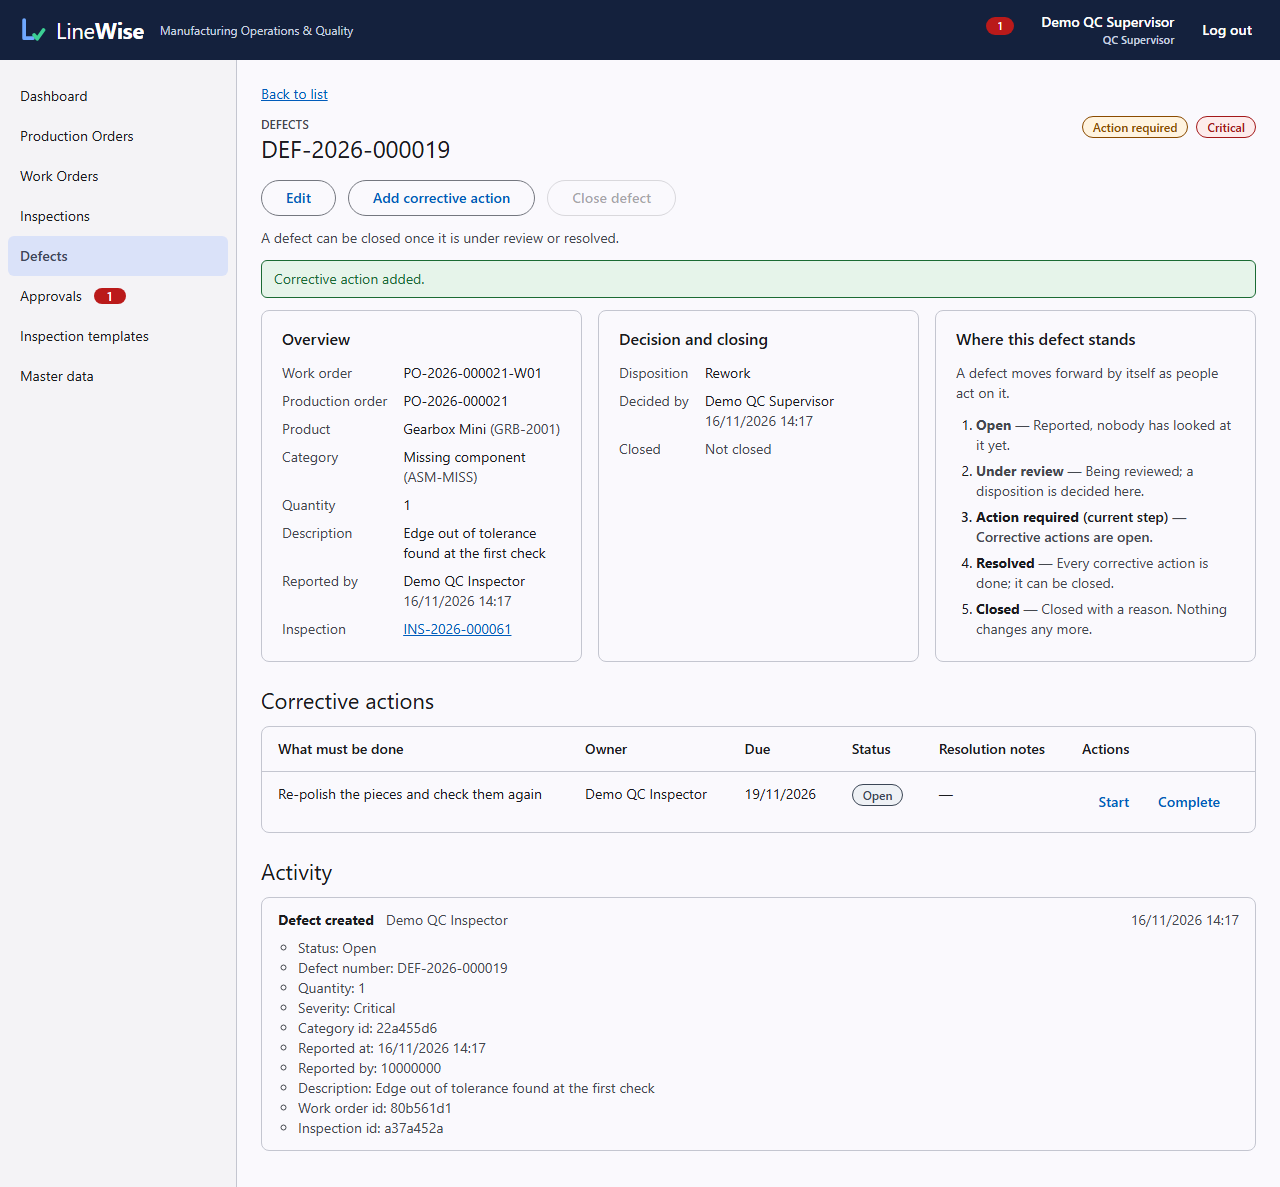 LineWise Manufacturing Operations & Quality
1
Demo QC Supervisor
QC Supervisor
Log out
Dashboard
Production Orders
Work Orders
Inspections
Defects
Approvals 1
Inspection templates
Master data
Back to list
DEFECTS
DEF-2026-000019
Action required Critical
Edit Add corrective action Close defect
A defect can be closed once it is under review or resolved.
Corrective action added.
Overview
Work order PO-2026-000021-W01
Production order PO-2026-000021
Product Gearbox Mini (GRB-2001)
Category Missing component
(ASM-MISS)
Quantity 1
Description Edge out of tolerance
found at the first check
Reported by Demo QC Inspector
16/11/2026 14:17
Inspection INS-2026-000061
Decision and closing
Disposition Rework
Decided by Demo QC Supervisor
16/11/2026 14:17
Closed Not closed
Where this defect stands
A defect moves forward by itself as people
act on it.
1. Open — Reported, nobody has looked at
it yet.
2. Under review — Being reviewed; a
disposition is decided here.
3. Action required (current step) —
Corrective actions are open.
4. Resolved — Every corrective action is
done; it can be closed.
5. Closed — Closed with a reason. Nothing
changes any more.
Corrective actions
What must be done Owner Due Status Resolution notes Actions
Re-polish the pieces and check them again Demo QC Inspector 19/11/2026 Open — Start Complete
Activity
Defect created Demo QC Inspector 16/11/2026 14:17
Status: Open
Defect number: DEF-2026-000019
Quantity: 1
Severity: Critical
Category id: 22a455d6
Reported at: 16/11/2026 14:17
Reported by: 10000000
Description: Edge out of tolerance found at the first check
Work order id: 80b561d1
Inspection id: a37a452a